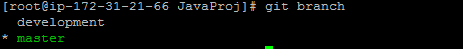 [root@ip-172-31-21-66 JavaProj]# git branch
  development
* master